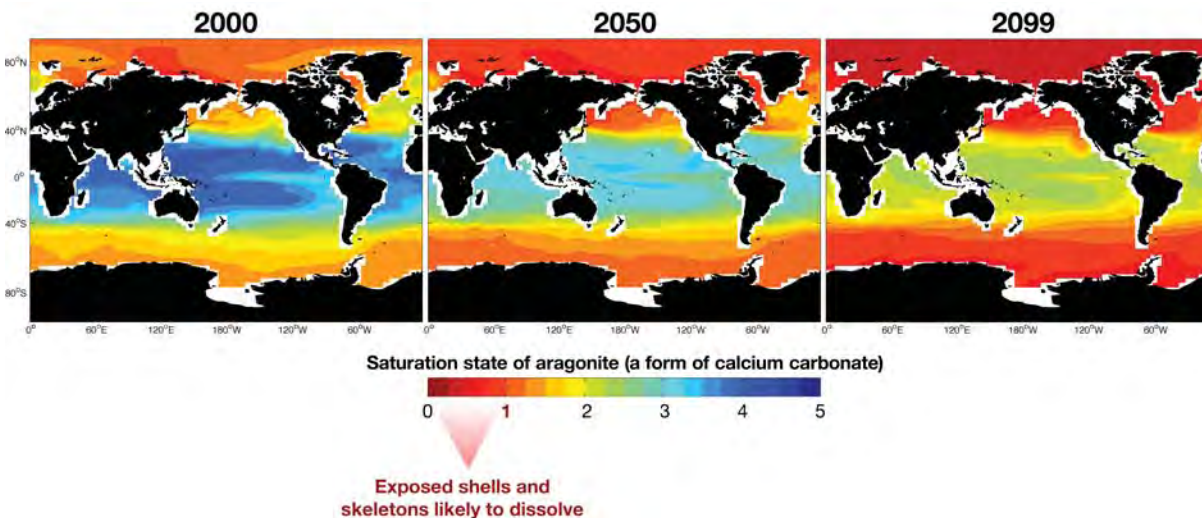 2000
2050
2099
80°N
40°N
0°
40°S
80°S
0°
60°E
120°E
180°W
120°W
60°W
0°
60°E
120°E
180°W
120°W
60°W
0°
60°E
120°E
180°W
120°W
60°W
Saturation state of aragonite (a form of calcium carbonate)
0 1 2 3 4 5
Exposed shells and
skeletons likely to dissolve